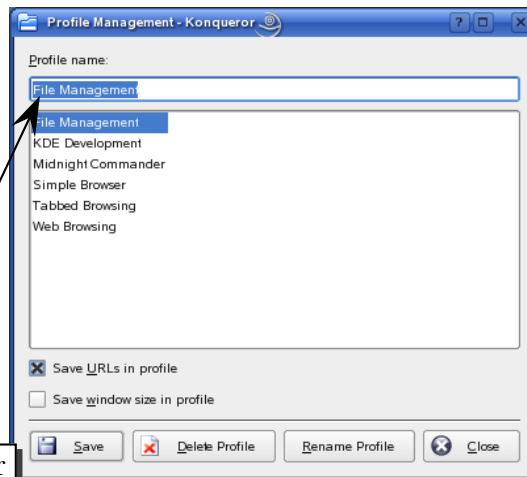 Profile Management - Konqueror
Profile name:
File Management
File Management
KDE Development
Midnight Commander
Simple Browser
Tabbed Browsing
Web Browsing
Save URLs in profile
Save window size in profile
Save Delete Profile Rename Profile Close